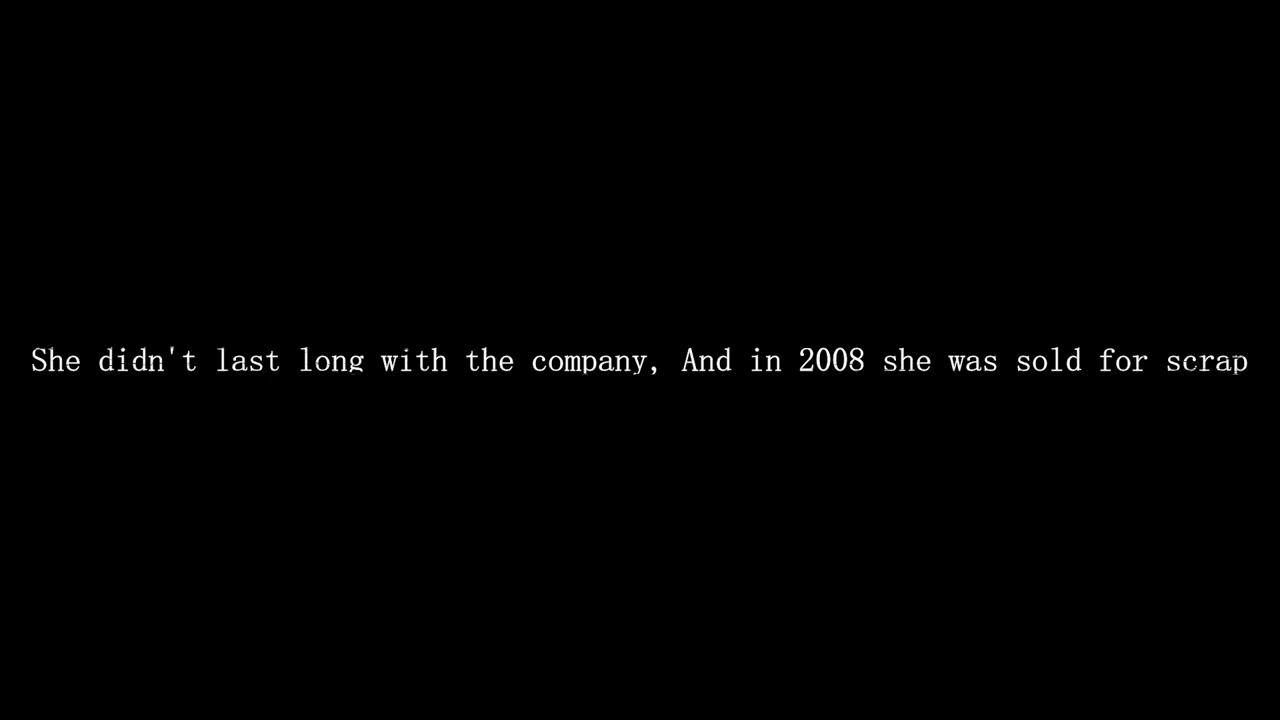 She didn't last long with the company, And in 2008 she was sold for scrap